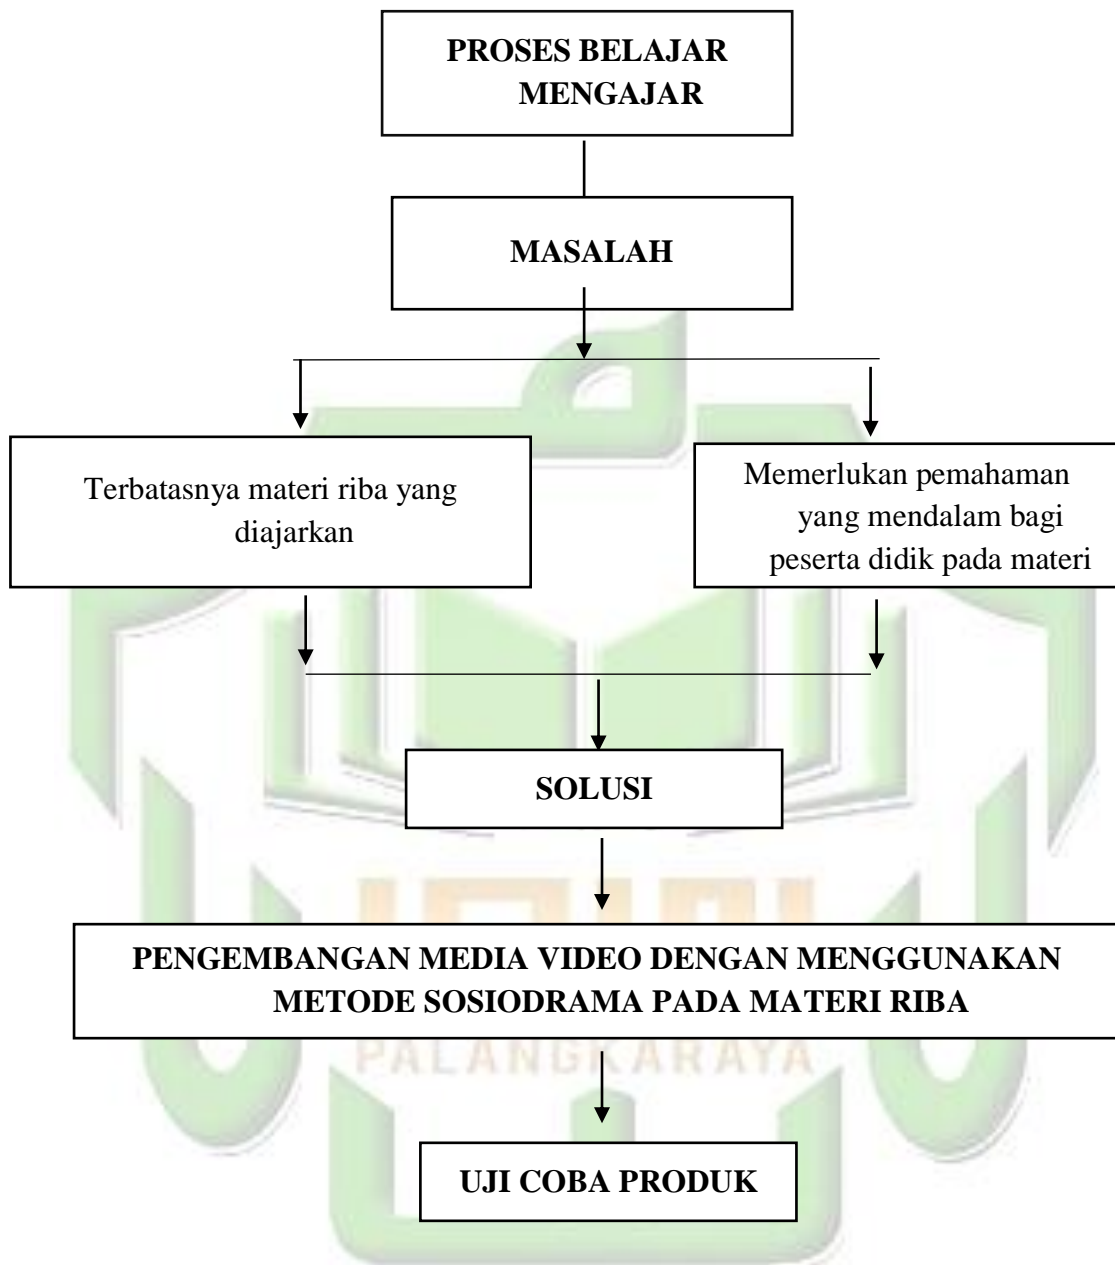 PROSES BELAJAR
MENGAJAR
MASALAH
Terbatasnya materi riba yang
diajarkan
Memerlukan pemahaman
yang mendalam bagi
peserta didik pada materi
SOLUSI
PENGEMBANGAN MEDIA VIDEO DENGAN MENGGUNAKAN
METODE SOSIODRAMA PADA MATERI RIBA
PALANGKARAYA
UJI COBA PRODUK